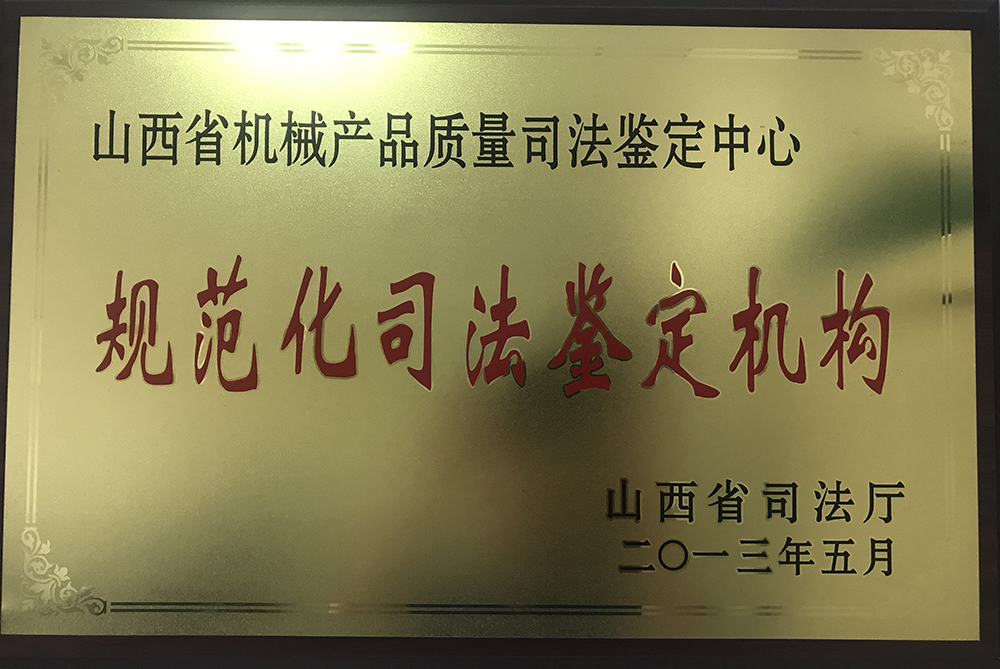 山西省机械产品质量司法鉴定中心
规范化司法鉴定机构
山西省司法厅
二〇一三年五月